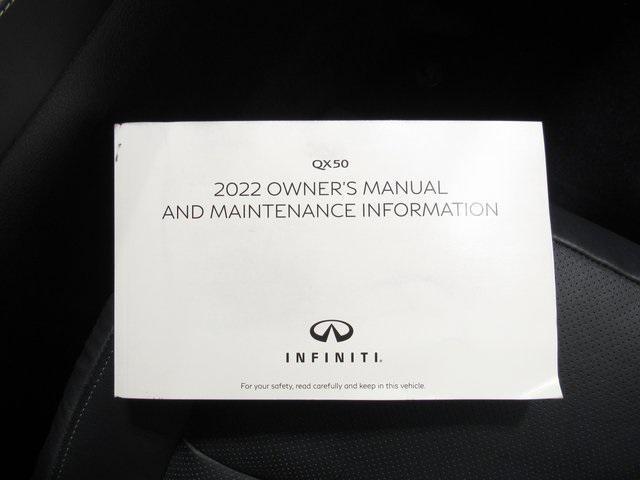 QX50
2022 OWNER'S MANUAL
AND MAINTENANCE INFORMATION
INFINITI®
For your safety, read carefully and keep in this vehicle.